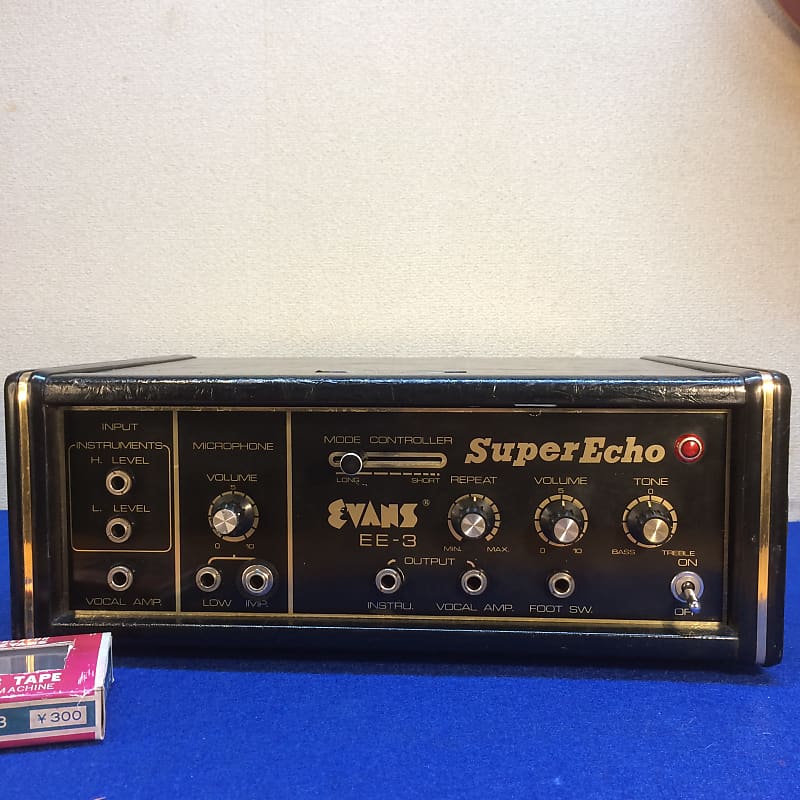 INPUT
INSTRUMENTS
H. LEVEL
L. LEVEL
VOCAL AMP.
MICROPHONE
VOLUME
5
0 10
LOW IMP.
MODE CONTROLLER
LONG SHORT
SuperEcho
EVANS ®
EE-3
REPEAT
MIN. MAX.
VOLUME
5
0 10
TONE
0
BASS TREBLE
OUTPUT
INSTRU. VOCAL AMP. FOOT SW.
ON
OFF
TAPE
MACHINE
3 ¥300